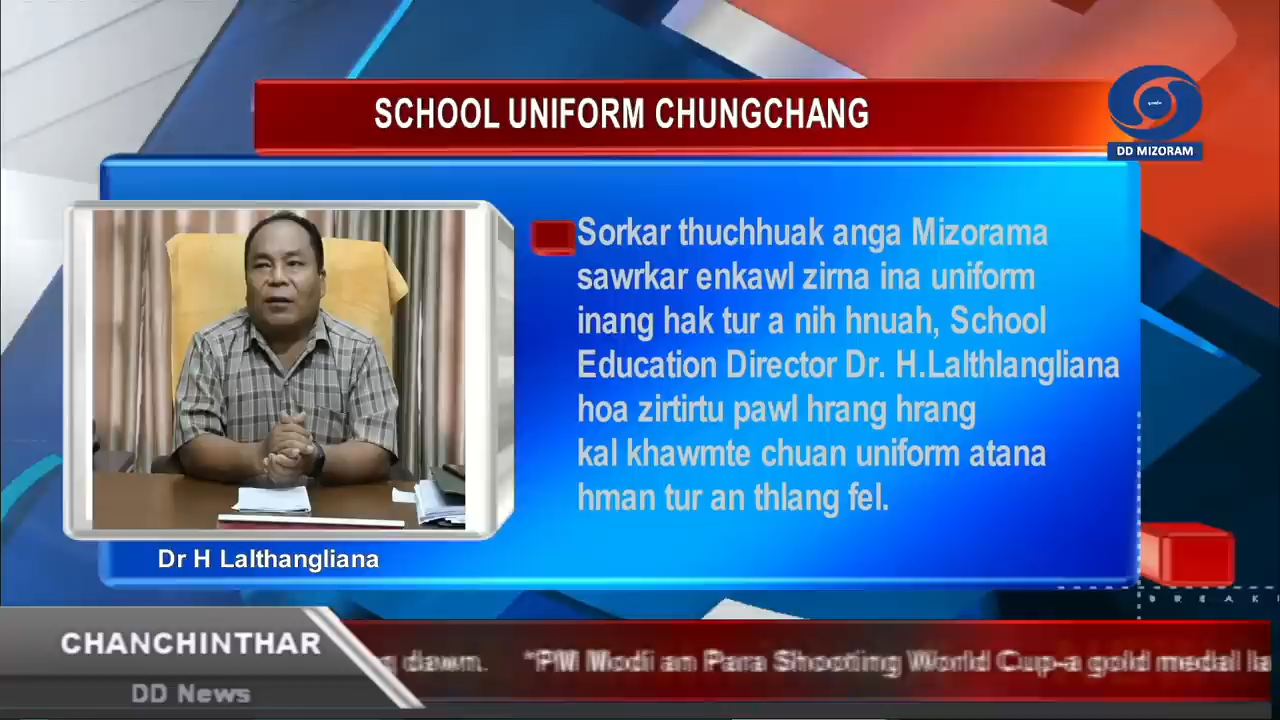 SCHOOL UNIFORM CHUNGCHANG
DD MIZORAM
Sorkar thuchhuak anga Mizorama
sawrkar enkawl zirna ina uniform
inang hak tur a nih hnuah, School
Education Director Dr. H.Lalthlangliana
hoa zirtirtu pawl hrang hrang
kal khawmte chuan uniform atana
hman tur an thlang fel.
Dr H Lalthangliana
BREAK
CHANCHINTHAR
dawn. *PM Modi an Para Shooting World Cup-a gold medal la
DD News